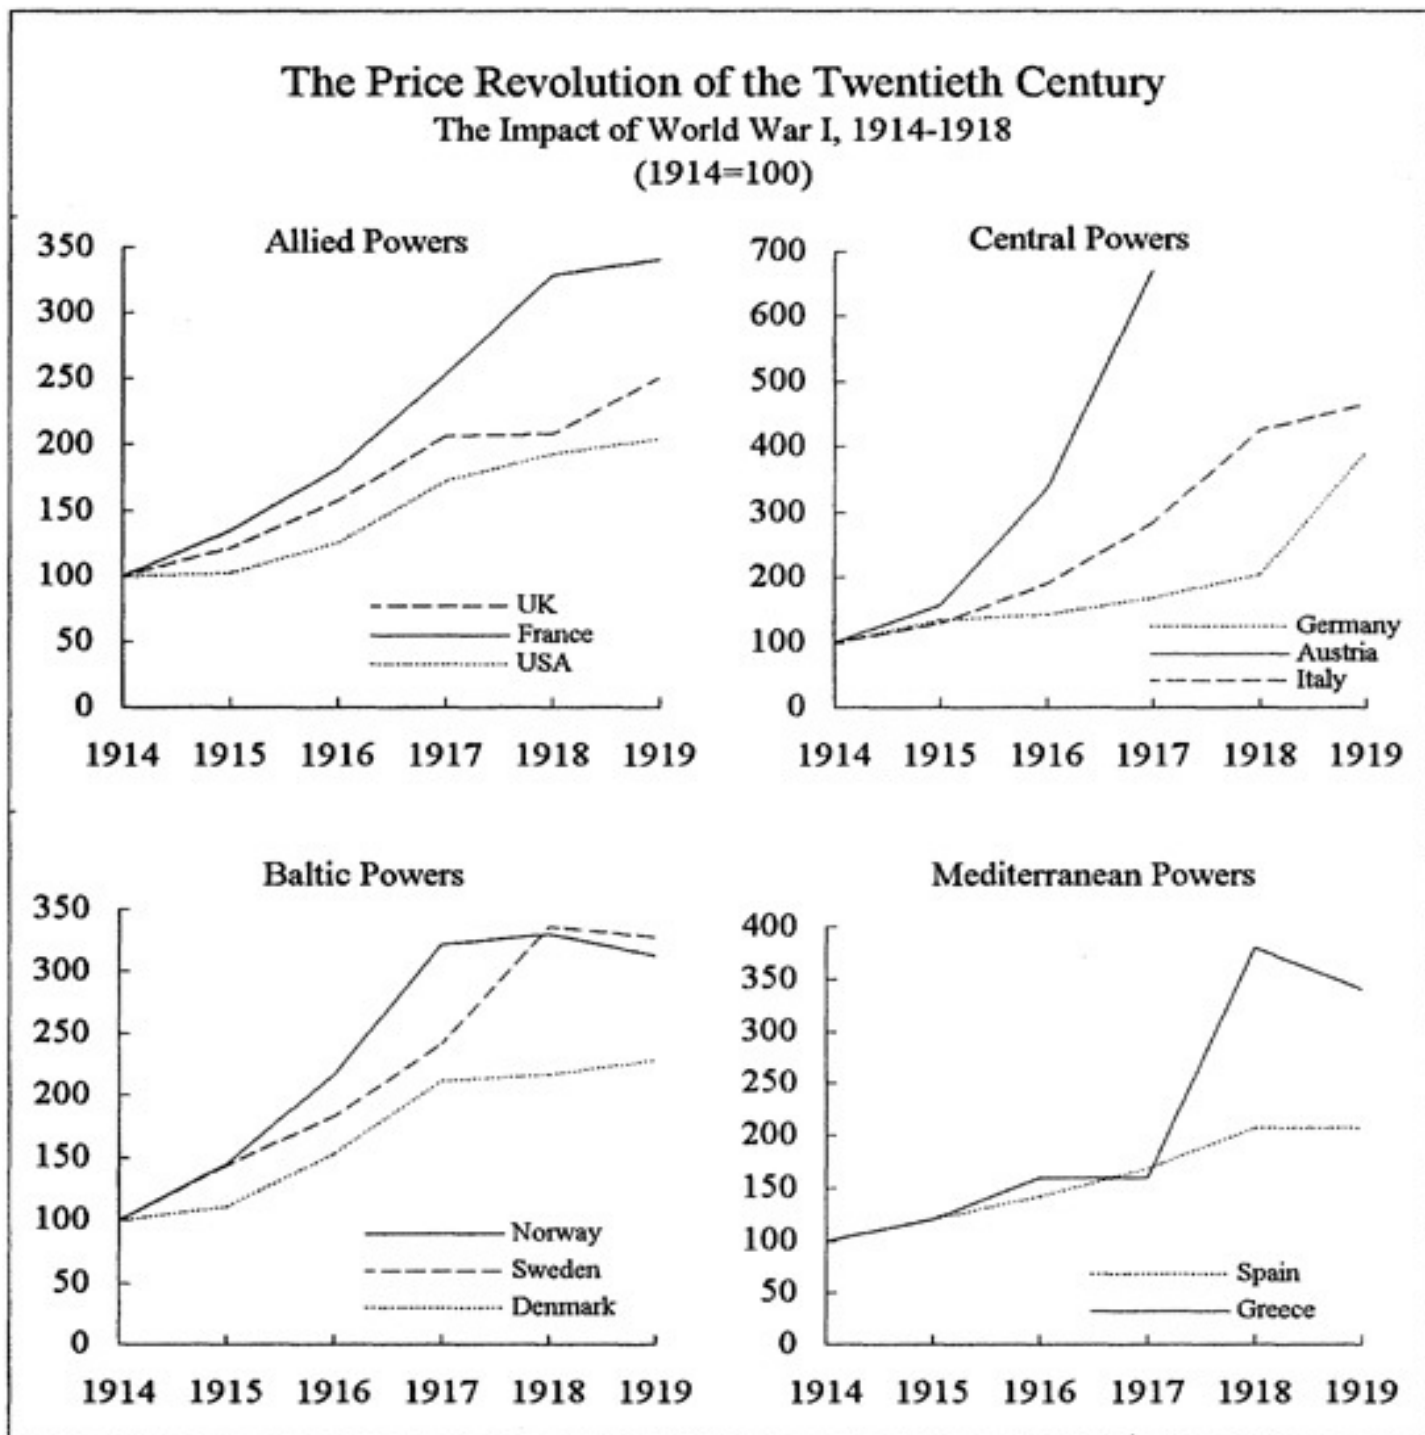 The Price Revolution of the Twentieth Century
The Impact of World War I, 1914-1918
(1914=100)
Allied Powers
350
300
250
200
150
100
50
0
UK
France
USA
1914 1915 1916 1917 1918 1919
Central Powers
700
600
500
400
300
200
100
0
Germany
Austria
Italy
1914 1915 1916 1917 1918 1919
Baltic Powers
350
300
250
200
150
100
50
0
Norway
Sweden
Denmark
1914 1915 1916 1917 1918 1919
Mediterranean Powers
400
350
300
250
200
150
100
50
0
Spain
Greece
1914 1915 1916 1917 1918 1919